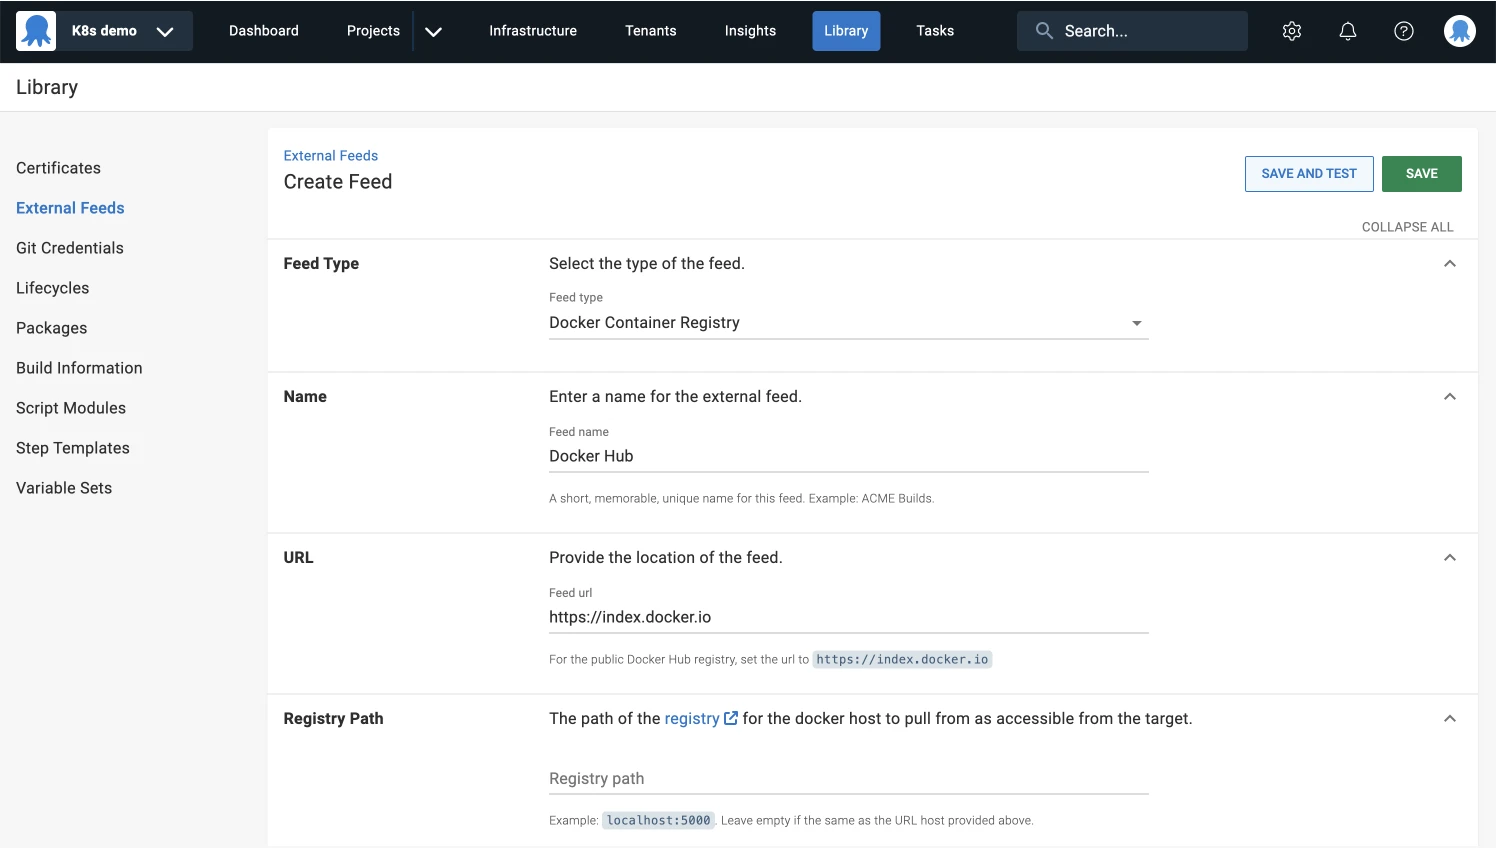 K8s demo
Dashboard
Projects
Infrastructure
Tenants
Insights
Library
Tasks
Search...
Library
Certificates
External Feeds
Git Credentials
Lifecycles
Packages
Build Information
Script Modules
Step Templates
Variable Sets
External Feeds
Create Feed
SAVE AND TEST
SAVE
COLLAPSE ALL
Feed Type
Select the type of the feed.
Feed type
Docker Container Registry
Name
Enter a name for the external feed.
Feed name
Docker Hub
A short, memorable, unique name for this feed. Example: ACME Builds.
URL
Provide the location of the feed.
Feed url
https://index.docker.io
For the public Docker Hub registry, set the url to https://index.docker.io
Registry Path
The path of the registry for the docker host to pull from as accessible from the target.
Registry path
Example: localhost:5000. Leave empty if the same as the URL host provided above.